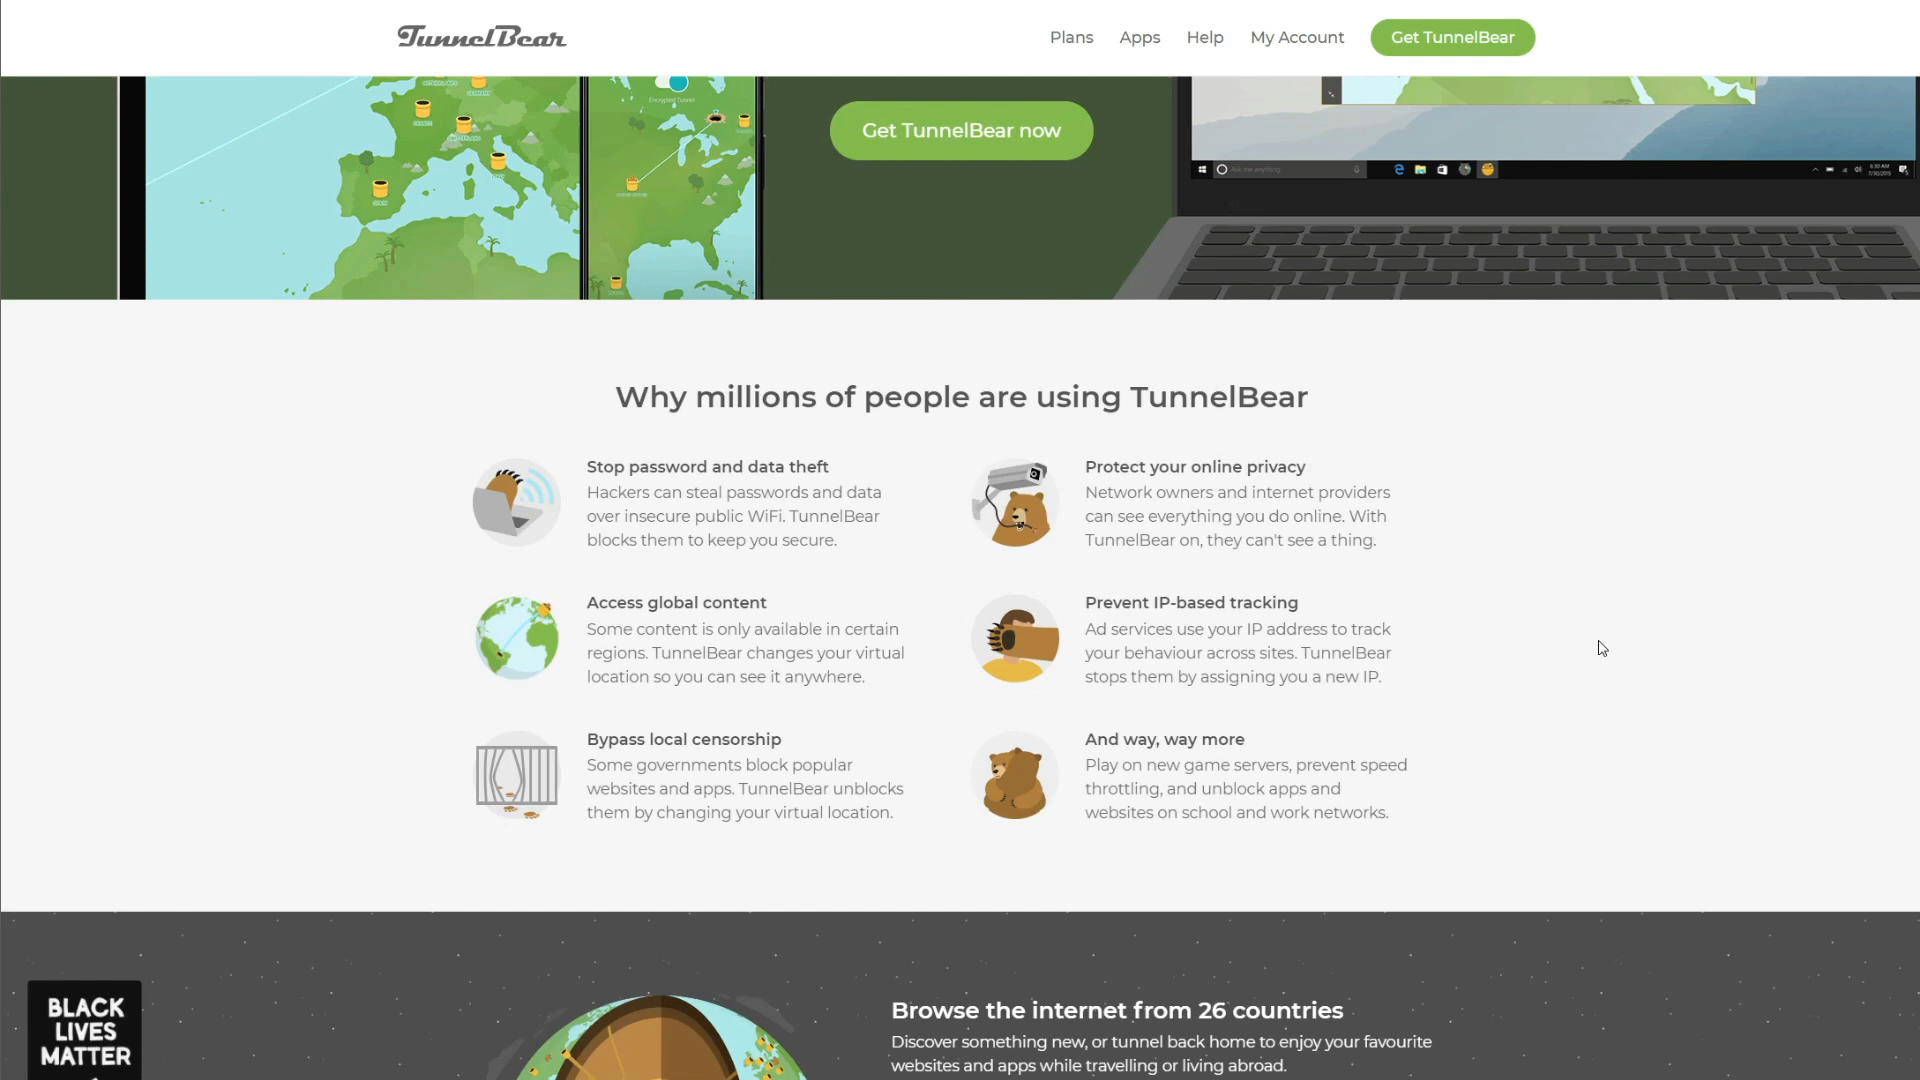 TunnelBear
Plans
Apps
Help
My Account
Get TunnelBear
Encrypted Tunnel
Get TunnelBear now
Ask me anything
Why millions of people are using TunnelBear
Stop password and data theft
Hackers can steal passwords and data
over insecure public WiFi. TunnelBear
blocks them to keep you secure.
Protect your online privacy
Network owners and internet providers
can see everything you do online. With
TunnelBear on, they can't see a thing.
Access global content
Some content is only available in certain
regions. TunnelBear changes your virtual
location so you can see it anywhere.
Prevent IP-based tracking
Ad services use your IP address to track
your behaviour across sites. TunnelBear
stops them by assigning you a new IP.
Bypass local censorship
Some governments block popular
websites and apps. TunnelBear unblocks
them by changing your virtual location.
And way, way more
Play on new game servers, prevent speed
throttling, and unblock apps and
websites on school and work networks.
BLACK
LIVES
MATTER
Browse the internet from 26 countries
Discover something new, or tunnel back home to enjoy your favourite
websites and apps while travelling or living abroad.